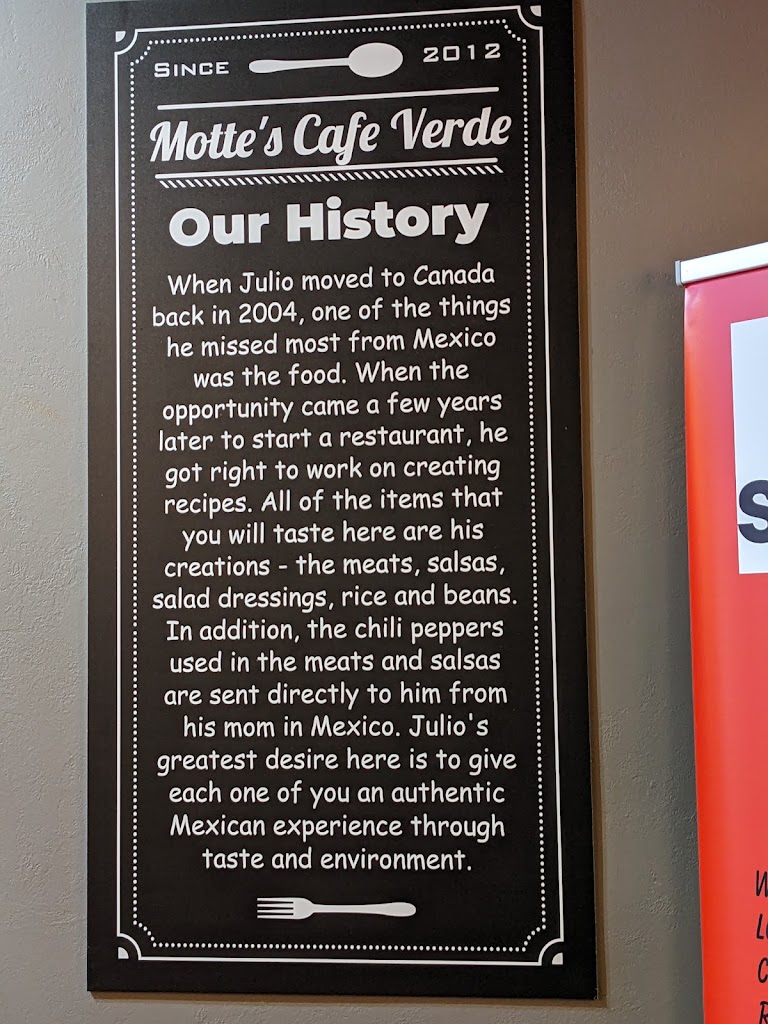 Since 2012
Motte's Cafe Verde
Our History
When Julio moved to Canada
back in 2004, one of the things
he missed most from Mexico
was the food. When the
opportunity came a few years
later to start a restaurant, he
got right to work on creating
recipes. All of the items that
you will taste here are his
creations - the meats, salsas,
salad dressings, rice and beans.
In addition, the chili peppers
used in the meats and salsas
are sent directly to him from
his mom in Mexico. Julio's
greatest desire here is to give
each one of you an authentic
Mexican experience through
taste and environment.